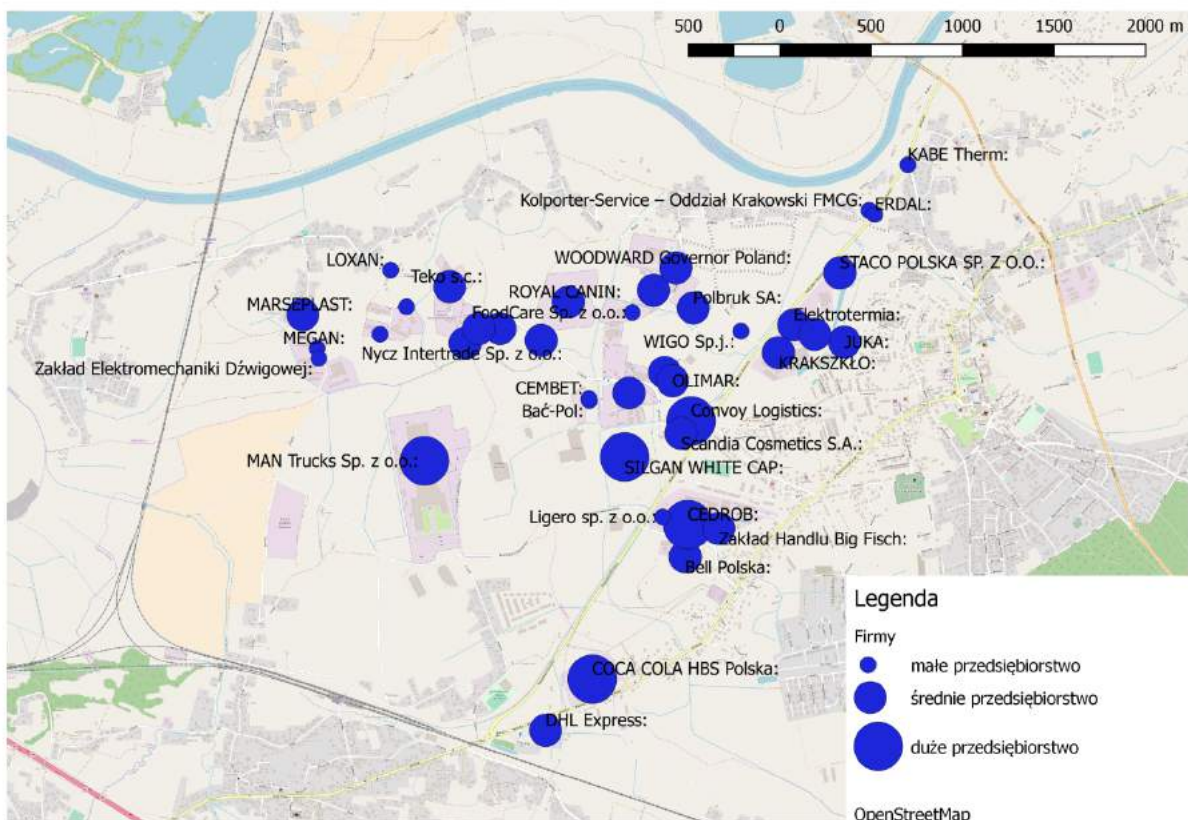 500 0 500 1000 1500 2000 m
KABE Therm:
Kolporter-Service – Oddział Krakowski FMCG:
ERDAL:
LOXAN:
WOODWARD Governor Poland:
STACO POLSKA SP. Z O.O.:
Teko s.c.:
ROYAL CANIN:
MARSEPLAST:
FoodCare Sp. z o.o.:
Polbruk SA:
Elektrotermia:
MEGAN:
WIGO Sp.j.:
JUKA:
Nycz Intertrade Sp. z o.o.:
KRAKSZKŁO:
Zakład Elektromechaniki Dźwigowej:
OLIMAR:
CEMBET:
Bać-Pol:
Convoy Logistics:
Scandia Cosmetics S.A.:
MAN Trucks Sp. z o.o.:
SILGAN WHITE CAP:
Ligero sp. z o.o.:
CEDROB:
Zakład Handlu Big Fisch:
Bell Polska:
COCA COLA HBS Polska:
DHL Express:
Legenda
Firmy
małe przedsiębiorstwo
średnie przedsiębiorstwo
duże przedsiębiorstwo
OpenStreetMap